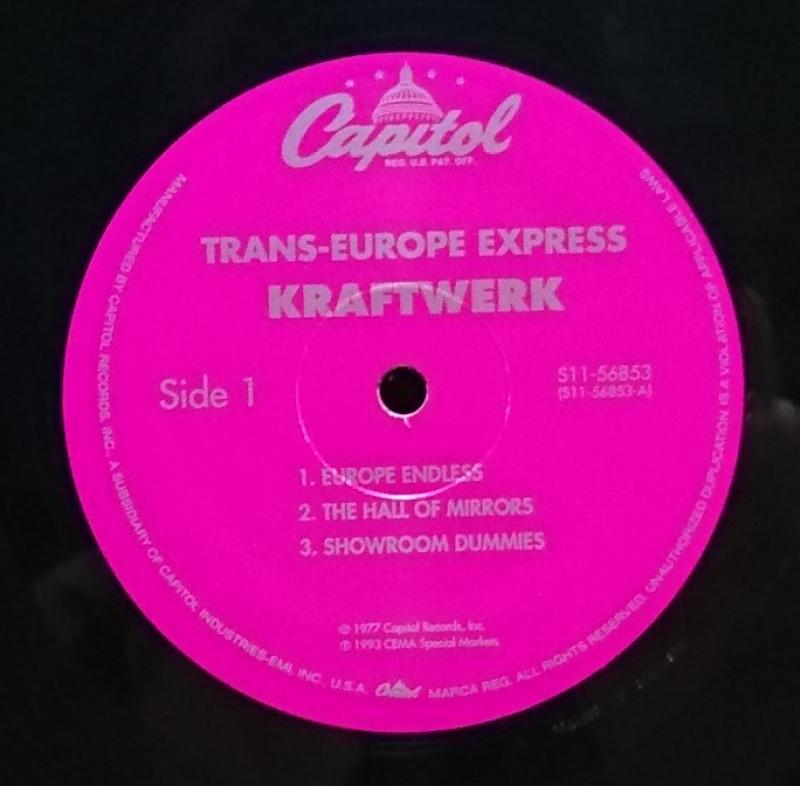 Capitol
REG. U.S. PAT. OFF.
TRANS-EUROPE EXPRESS
KRAFTWERK
Side 1
S11-56853
(S11-56853-A)
1. EUROPE ENDLESS
2. THE HALL OF MIRRORS
3. SHOWROOM DUMMIES
℗ 1977 Capitol Records, Inc.
℗ 1993 CEMA Special Markets
MANUFACTURED BY CAPITOL RECORDS, INC., A SUBSIDIARY OF CAPITOL INDUSTRIES-EMI, INC., U.S.A. Capitol MARCA REG. ALL RIGHTS RESERVED. UNAUTHORIZED DUPLICATION IS A VIOLATION OF APPLICABLE LAWS